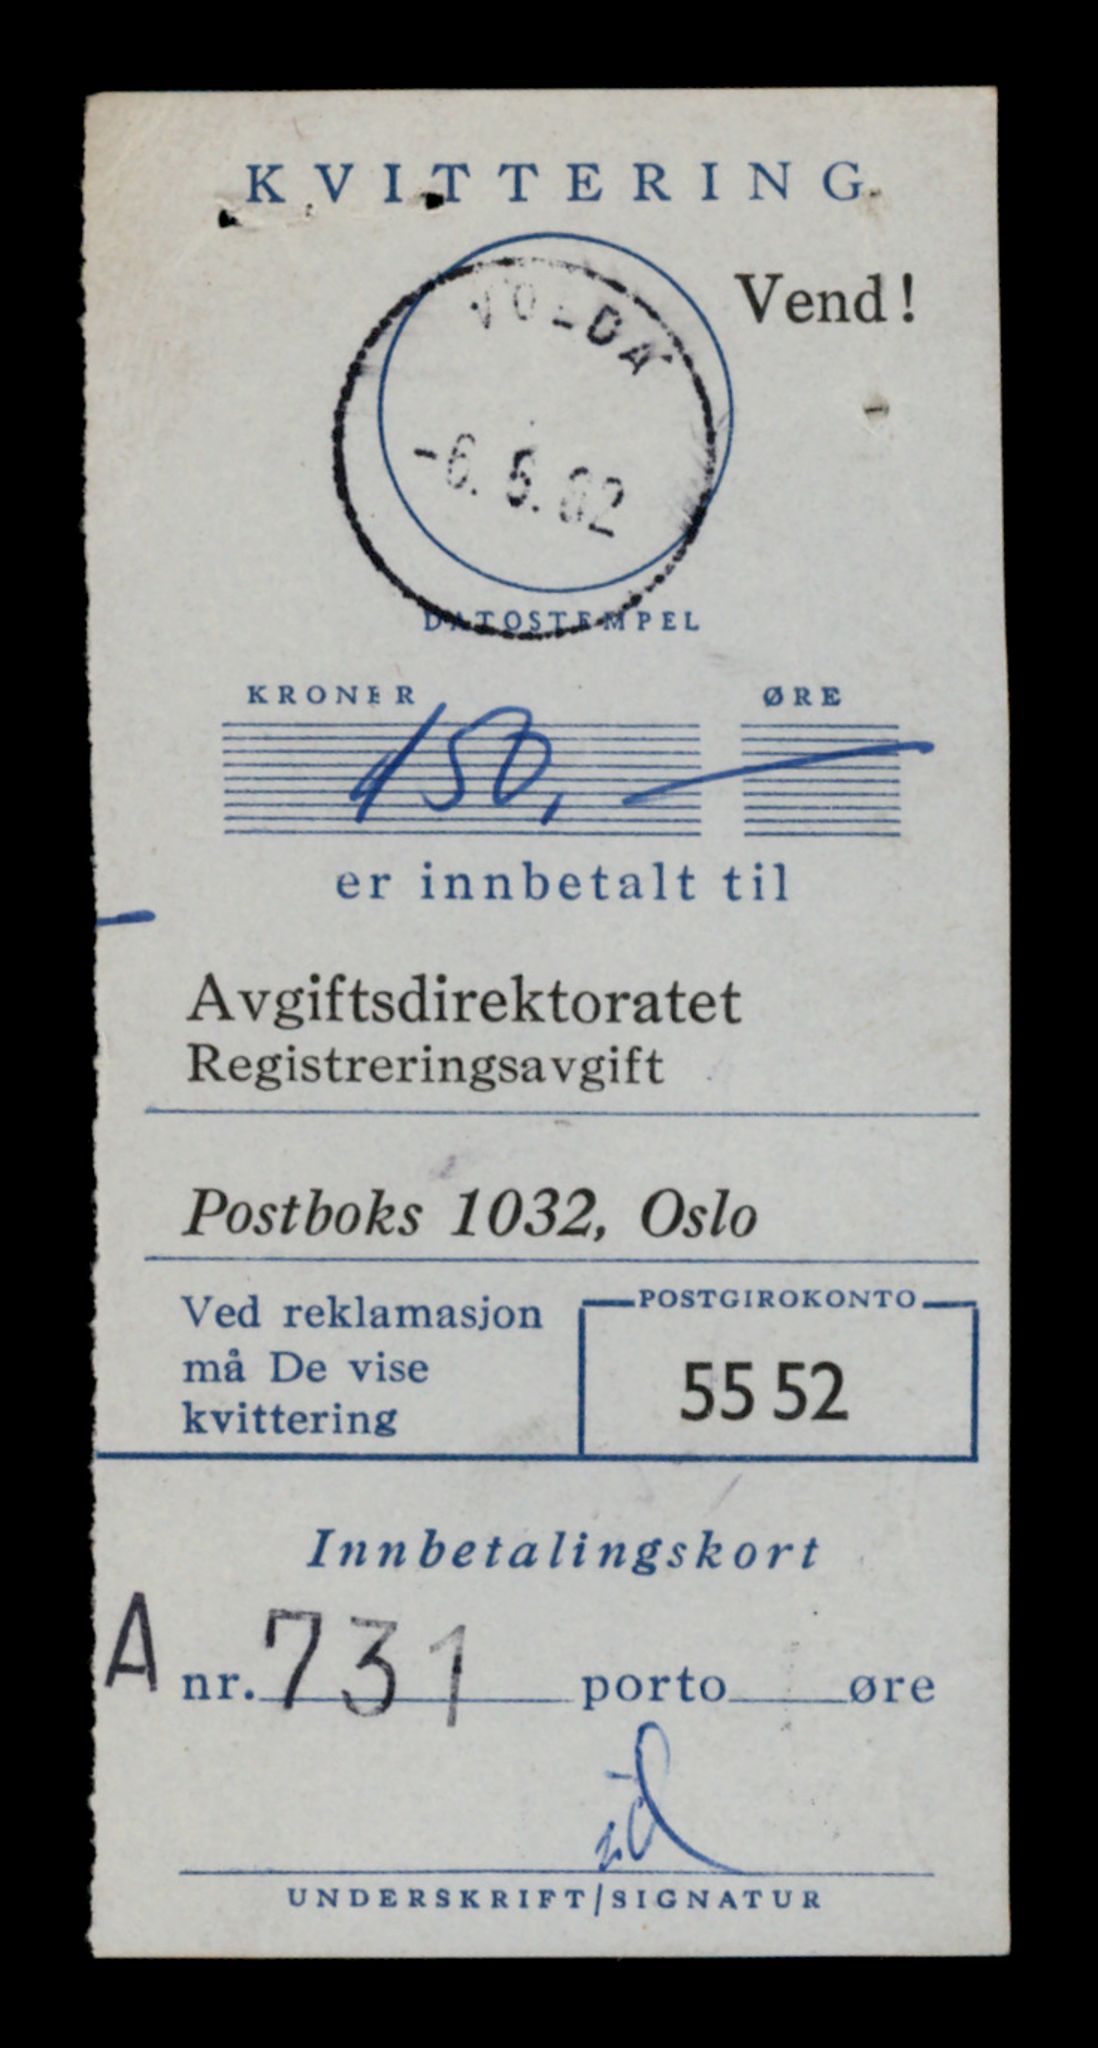 KVITTERING
Vend!
VOLDA
-6.5.62
DATOSTEMPEL
KRONER ØRE
150,—
er innbetalt til
Avgiftsdirektoratet
Registreringsavgift
Postboks 1032, Oslo
Ved reklamasjon
må De vise
kvittering
POSTGIROKONTO
55 52
Innbetalingskort
A nr. 731 porto øre
UNDERSKRIFT/SIGNATUR